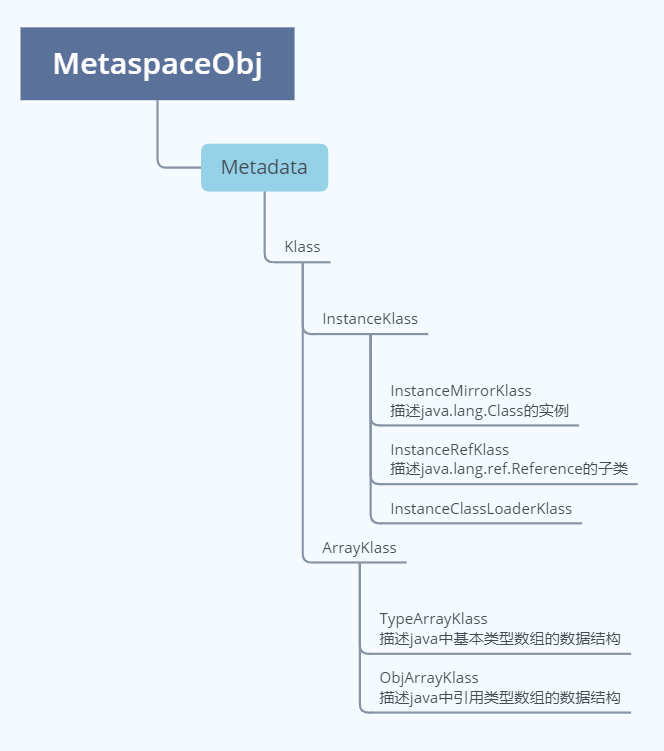 MetaspaceObj
Metadata
Klass
InstanceKlass
InstanceMirrorKlass
描述java.lang.Class的实例
InstanceRefKlass
描述java.lang.ref.Reference的子类
InstanceClassLoaderKlass
ArrayKlass
TypeArrayKlass
描述java中基本类型数组的数据结构
ObjArrayKlass
描述java中引用类型数组的数据结构